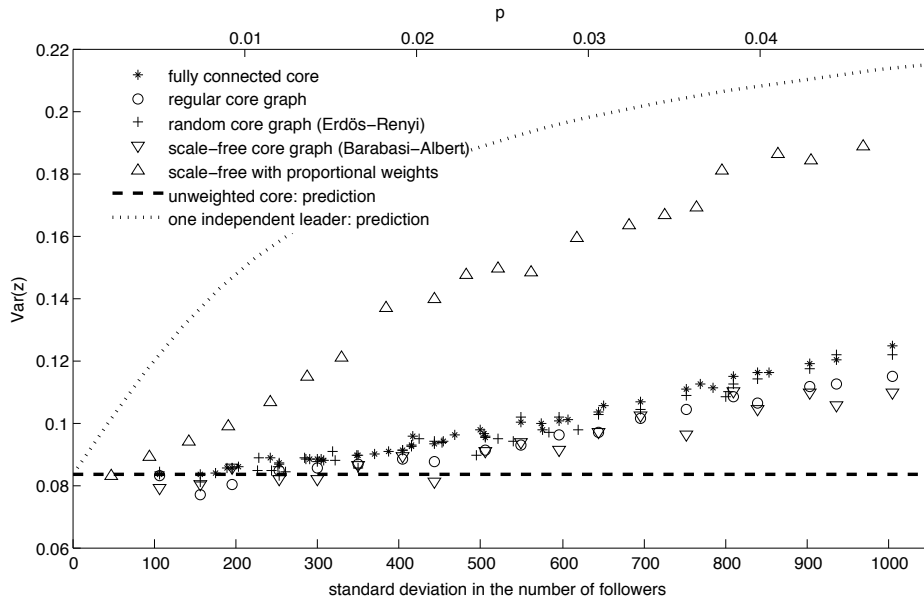 p
0.01 0.02 0.03 0.04
0.22
0.2
0.18
0.16
0.14
0.12
0.1
0.08
0.06
Var(z)
fully connected core
regular core graph
random core graph (Erdös−Renyi)
scale−free core graph (Barabasi−Albert)
scale−free with proportional weights
unweighted core: prediction
one independent leader: prediction
0 100 200 300 400 500 600 700 800 900 1000
standard deviation in the number of followers